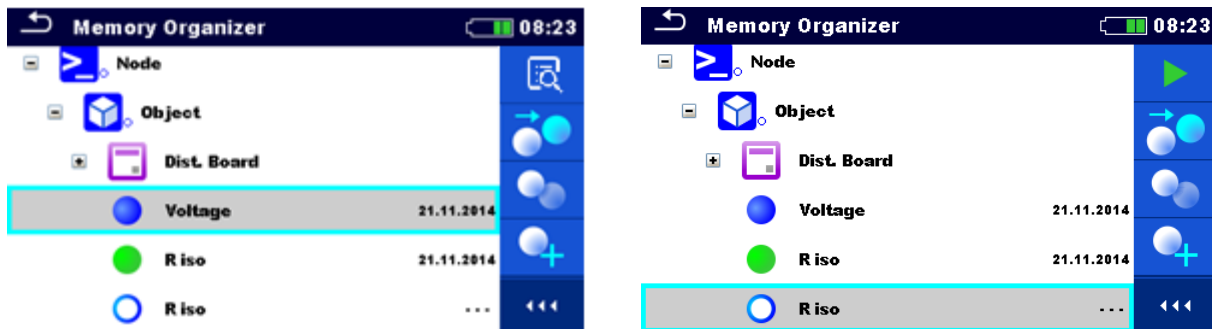 Memory Organizer 08:23
Node
Object
Dist. Board
Voltage 21.11.2014
R iso 21.11.2014
R iso ---
Memory Organizer 08:23
Node
Object
Dist. Board
Voltage 21.11.2014
R iso 21.11.2014
R iso ---